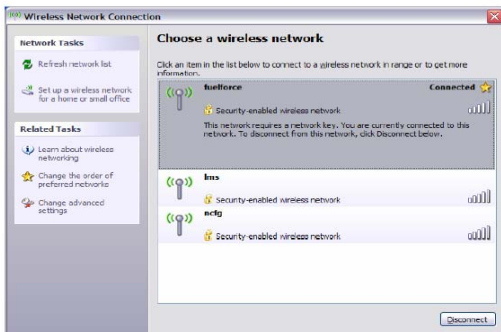 Wireless Network Connection
Network Tasks
Refresh network list
Set up a wireless network
for a home or small office
Related Tasks
Learn about wireless
networking
Change the order of
preferred networks
Change advanced
settings
Choose a wireless network
Click an item in the list below to connect to a wireless network in range or to get more
information.
fuelforce Connected
Security-enabled wireless network
This network requires a network key. You are currently connected to this
network. To disconnect from this network, click Disconnect below.
lms
Security-enabled wireless network
ncfg
Security-enabled wireless network
Disconnect